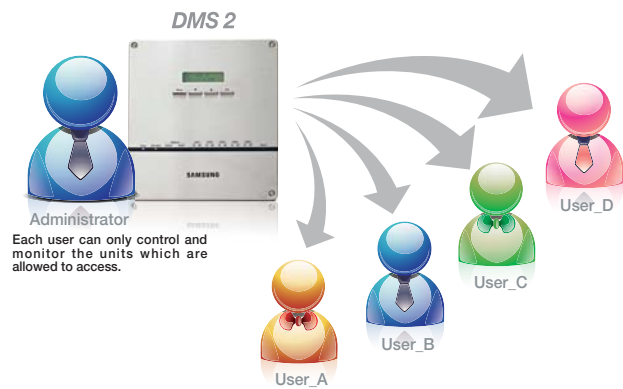 DMS 2
SAMSUNG
Administrator
Each user can only control and
monitor the units which are
allowed to access.
User_D
User_C
User_B
User_A